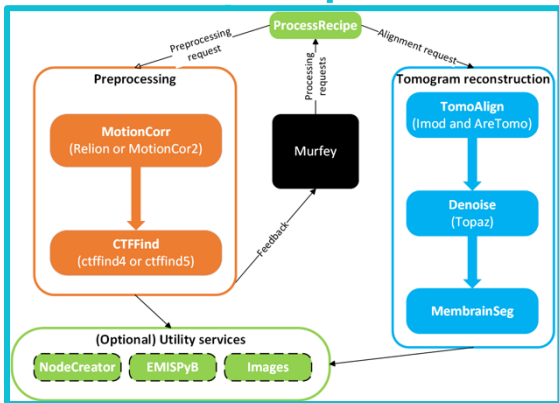 ProcessRecipe
Preprocessing
request
Alignment request
Processing
requests
Preprocessing
MotionCorr
(Relion or MotionCor2)
CTFFind
(ctffind4 or ctffind5)
Murfey
Feedback
Tomogram reconstruction
TomoAlign
(Imod and AreTomo)
Denoise
(Topaz)
MembrainSeg
(Optional) Utility services
NodeCreator
EMISPyB
Images